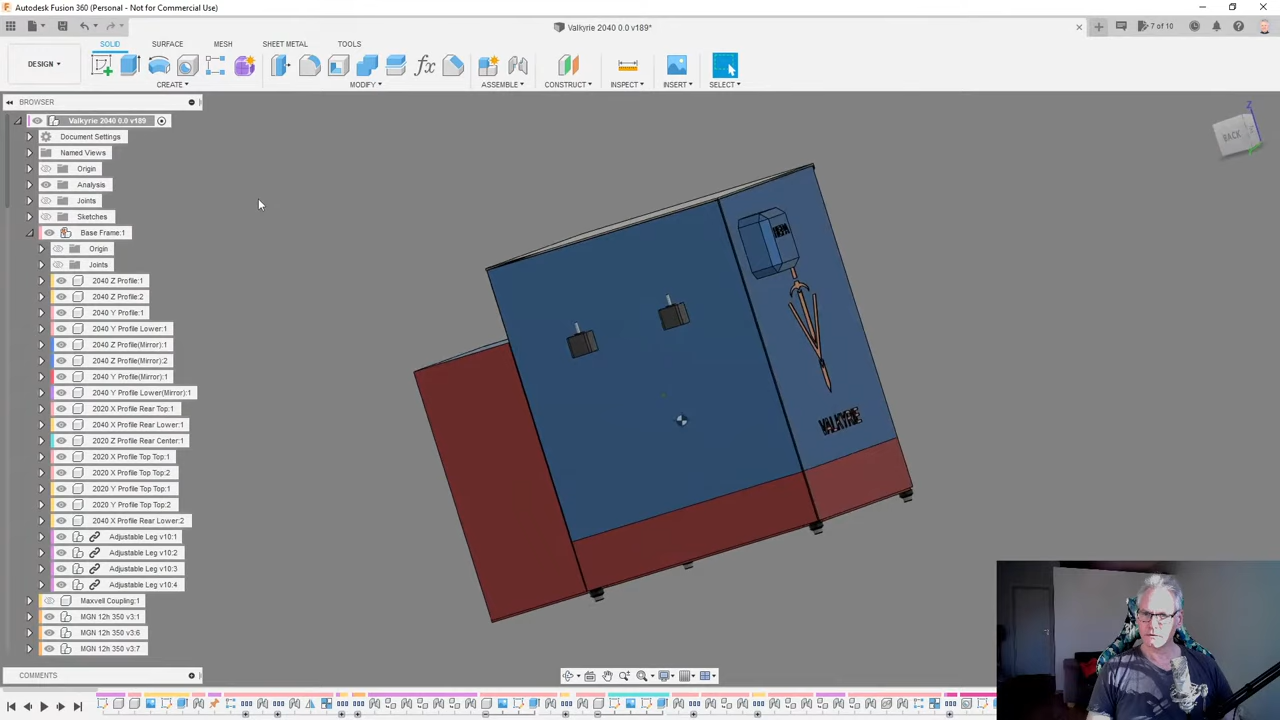 Autodesk Fusion 360 (Personal - Not for Commercial Use)
Valkyrie 2040 0.0 v189*
7 of 10
DESIGN
SOLID SURFACE MESH SHEET METAL TOOLS
CREATE MODIFY ASSEMBLE CONSTRUCT INSPECT INSERT SELECT
fx
BROWSER
Valkyrie 2040 0.0 v189
Document Settings
Named Views
Origin
Analysis
Joints
Sketches
Base Frame:1
Origin
Joints
2040 Z Profile:1
2040 Z Profile:2
2040 Y Profile:1
2040 Y Profile Lower:1
2040 Z Profile(Mirror):1
2040 Z Profile(Mirror):2
2040 Y Profile(Mirror):1
2040 Y Profile Lower(Mirror):1
2020 X Profile Rear Top:1
2040 X Profile Rear Lower:1
2020 Z Profile Rear Center:1
2020 X Profile Top Top:1
2020 X Profile Top Top:2
2020 Y Profile Top Top:1
2020 Y Profile Top Top:2
2040 X Profile Rear Lower:2
Adjustable Leg v10:1
Adjustable Leg v10:2
Adjustable Leg v10:3
Adjustable Leg v10:4
Maxvell Coupling:1
MGN 12h 350 v3:1
MGN 12h 350 v3:6
MGN 12h 350 v3:7
COMMENTS
Z
BACK
VALKYRIE